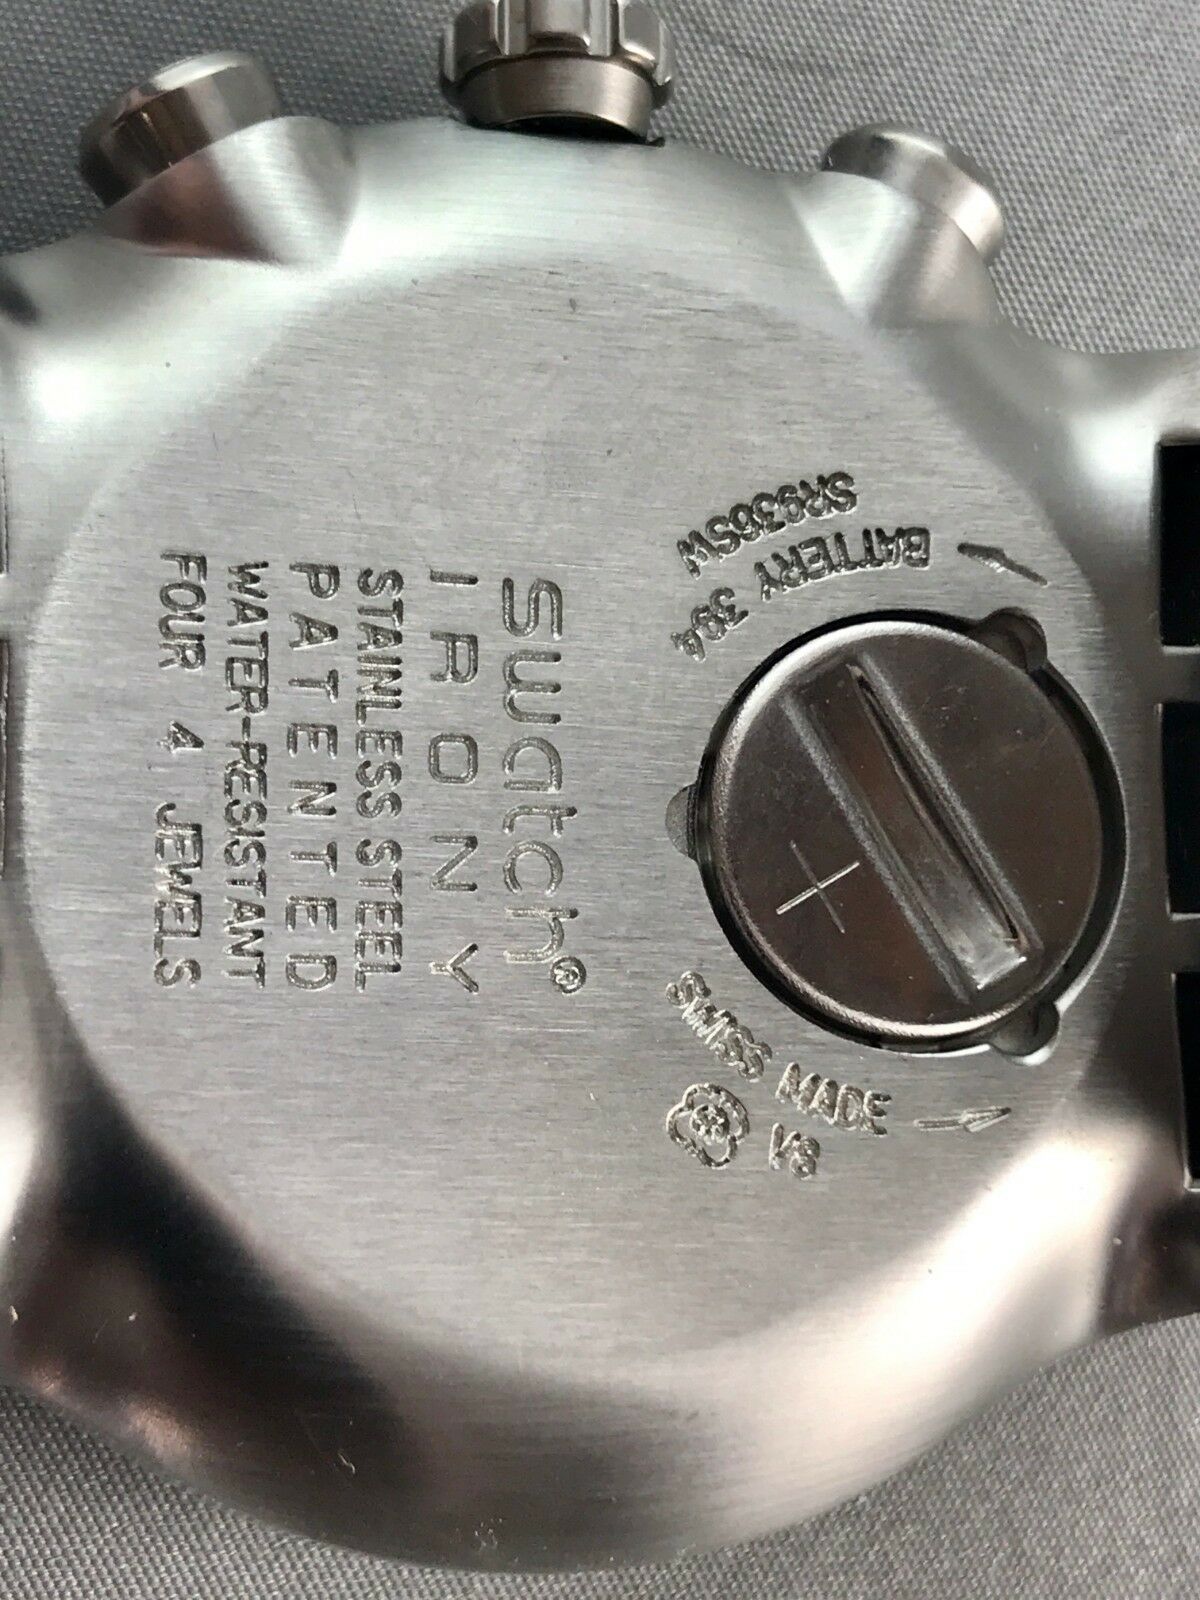 swatch®
IRONY
STAINLESS STEEL
PATENTED
WATER-RESISTANT
FOUR 4 JEWELS
BATTERY 394
SR936SW
SWISS MADE
V8
+